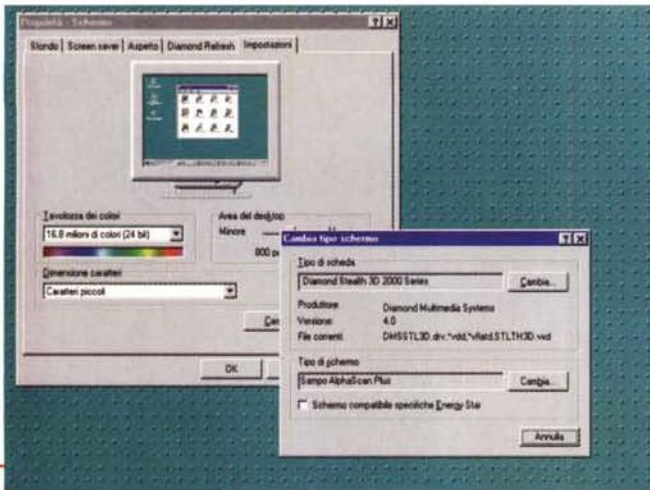 Proprietà - Schermo
Sfondo Screen saver Aspetto Diamond Refresh Impostazioni
Tavolozza dei colori
16.8 milioni di colori (24 bit)
Area del desktop
Minore
800
Dimensione caratteri
Caratteri piccoli
OK
Cambia tipo schermo
Tipo di scheda
Diamond Stealth 3D 2000 Series
Cambia...
Produttore: Diamond Multimedia Systems
Versione: 4.0
File correnti: DMSSTL3D.drv,*vdd,*vflatd,STLTH3D.vxd
Tipo di schermo
Sampo AlphaScan Plus
Cambia...
Schermo compatibile specifiche Energy Star
Annulla